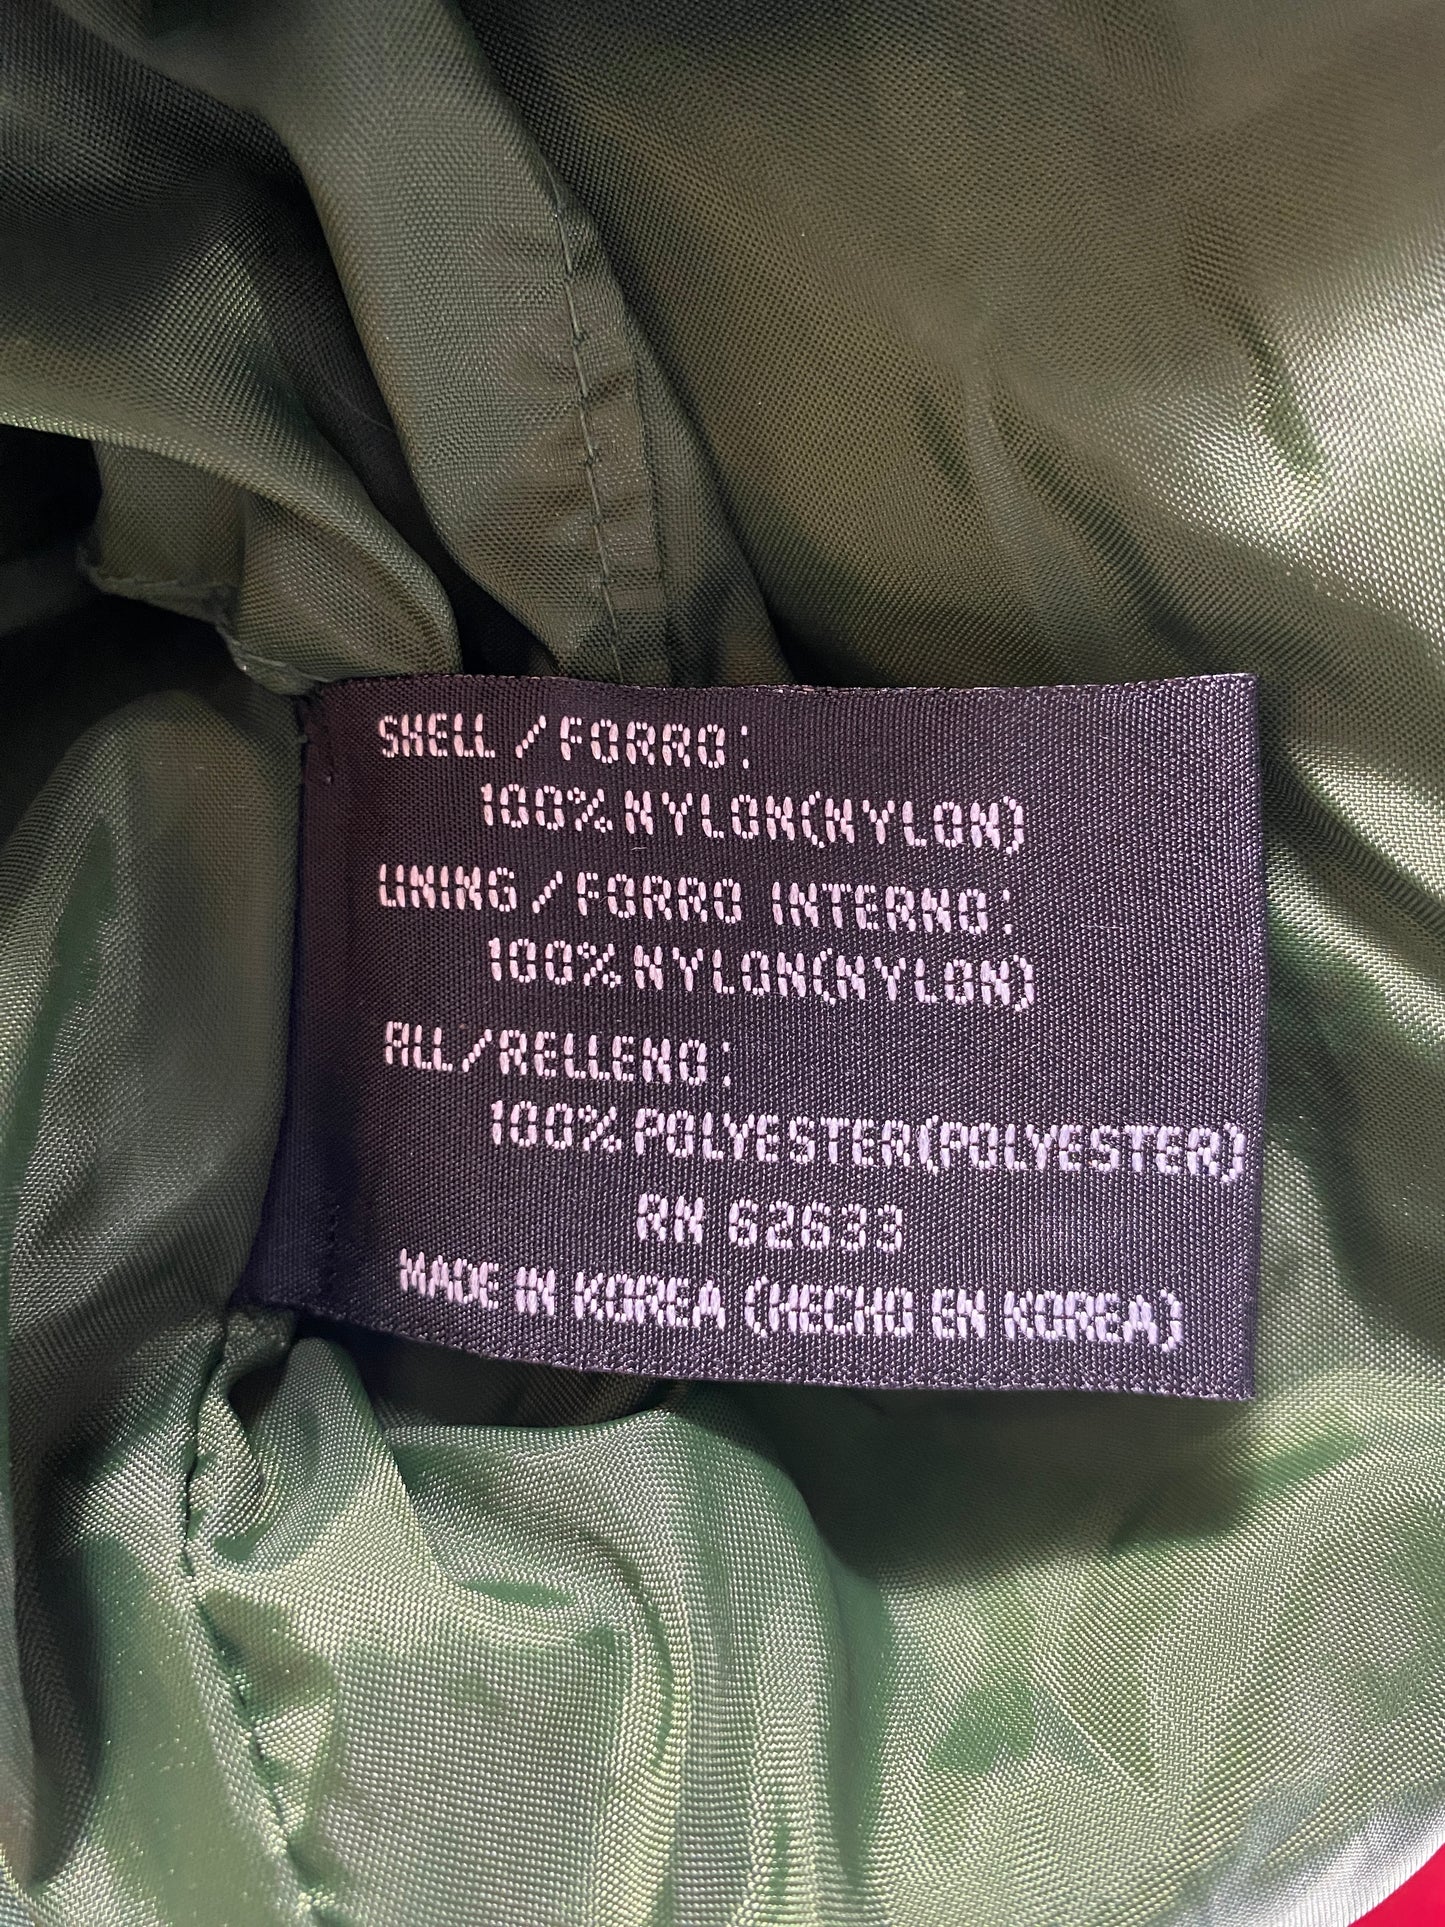 SHELL / FORRO:
100% NYLON(NYLON)
LINING / FORRO INTERNO:
100% NYLON(NYLON)
ALL/RELLENO:
100% POLYESTER(POLYESTER)
RN 62633
MADE IN KOREA (HECHO EN KOREA)